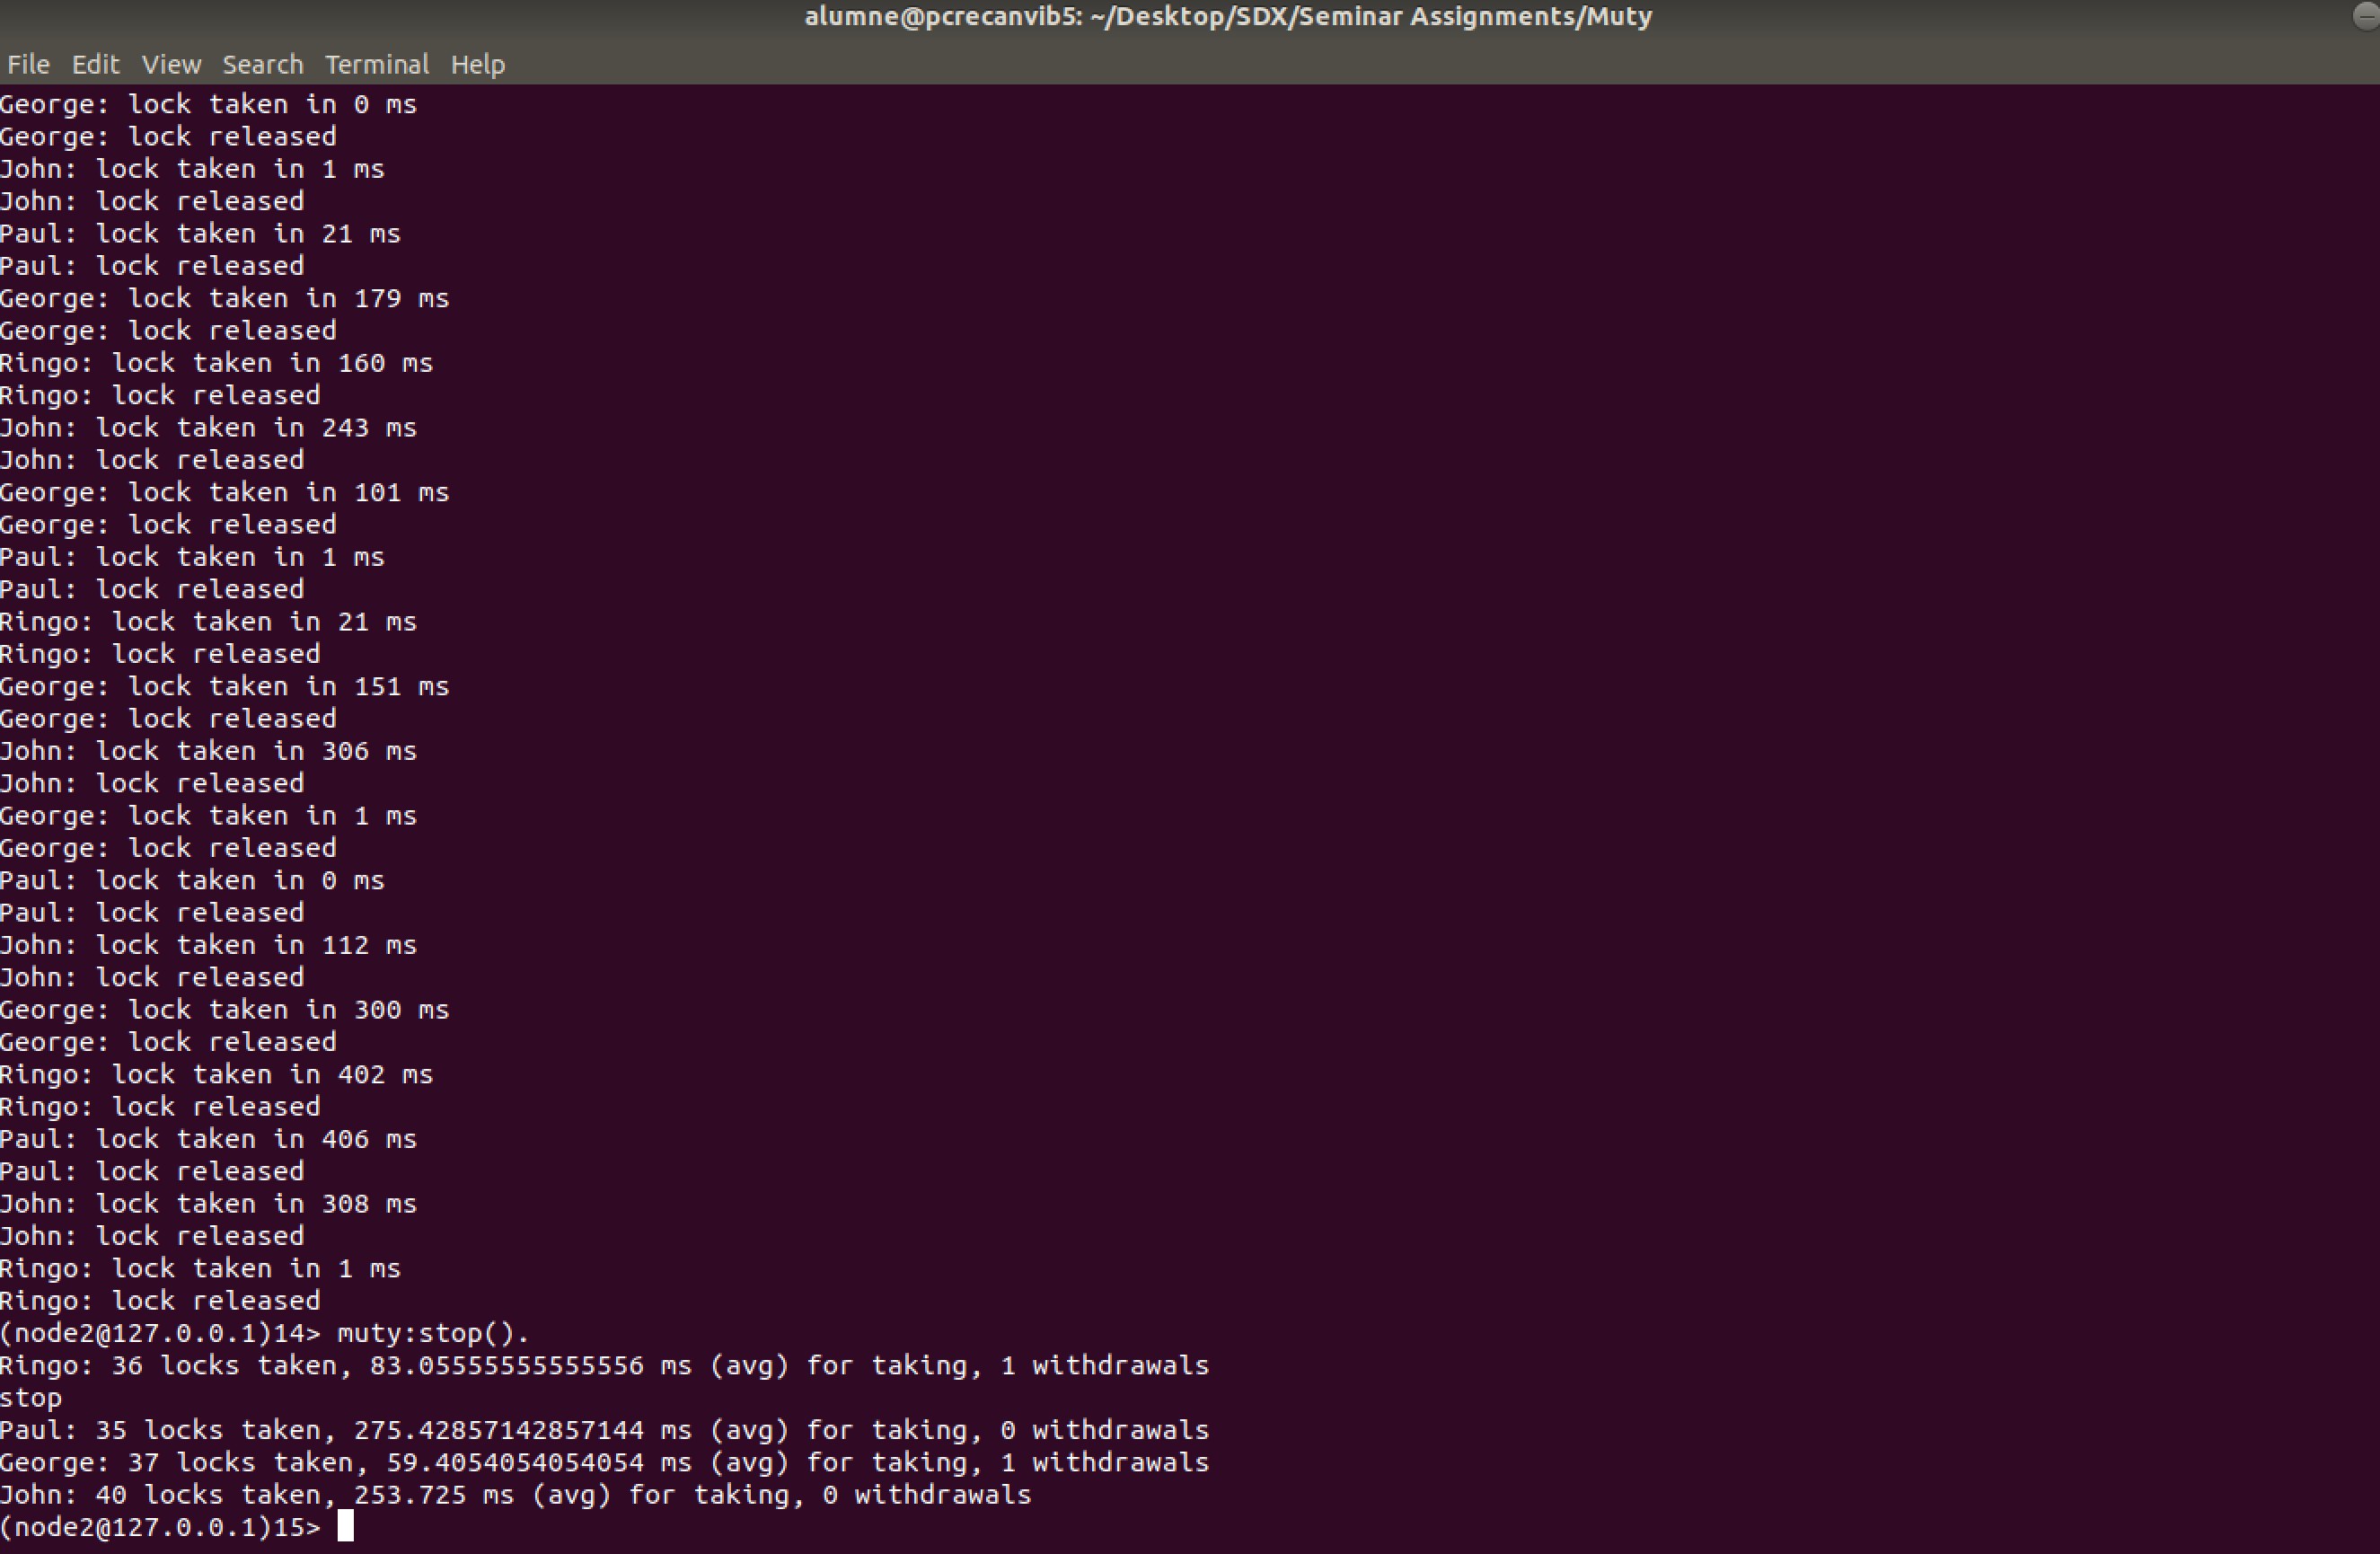 alumne@pcrecanvib5: ~/Desktop/SDX/Seminar Assignments/Muty
File Edit View Search Terminal Help
George: lock taken in 0 ms
George: lock released
John: lock taken in 1 ms
John: lock released
Paul: lock taken in 21 ms
Paul: lock released
George: lock taken in 179 ms
George: lock released
Ringo: lock taken in 160 ms
Ringo: lock released
John: lock taken in 243 ms
John: lock released
George: lock taken in 101 ms
George: lock released
Paul: lock taken in 1 ms
Paul: lock released
Ringo: lock taken in 21 ms
Ringo: lock released
George: lock taken in 151 ms
George: lock released
John: lock taken in 306 ms
John: lock released
George: lock taken in 1 ms
George: lock released
Paul: lock taken in 0 ms
Paul: lock released
John: lock taken in 112 ms
John: lock released
George: lock taken in 300 ms
George: lock released
Ringo: lock taken in 402 ms
Ringo: lock released
Paul: lock taken in 406 ms
Paul: lock released
John: lock taken in 308 ms
John: lock released
Ringo: lock taken in 1 ms
Ringo: lock released
(node2@127.0.0.1)14> muty:stop().
Ringo: 36 locks taken, 83.05555555555556 ms (avg) for taking, 1 withdrawals
stop
Paul: 35 locks taken, 275.42857142857144 ms (avg) for taking, 0 withdrawals
George: 37 locks taken, 59.4054054054054 ms (avg) for taking, 1 withdrawals
John: 40 locks taken, 253.725 ms (avg) for taking, 0 withdrawals
(node2@127.0.0.1)15>